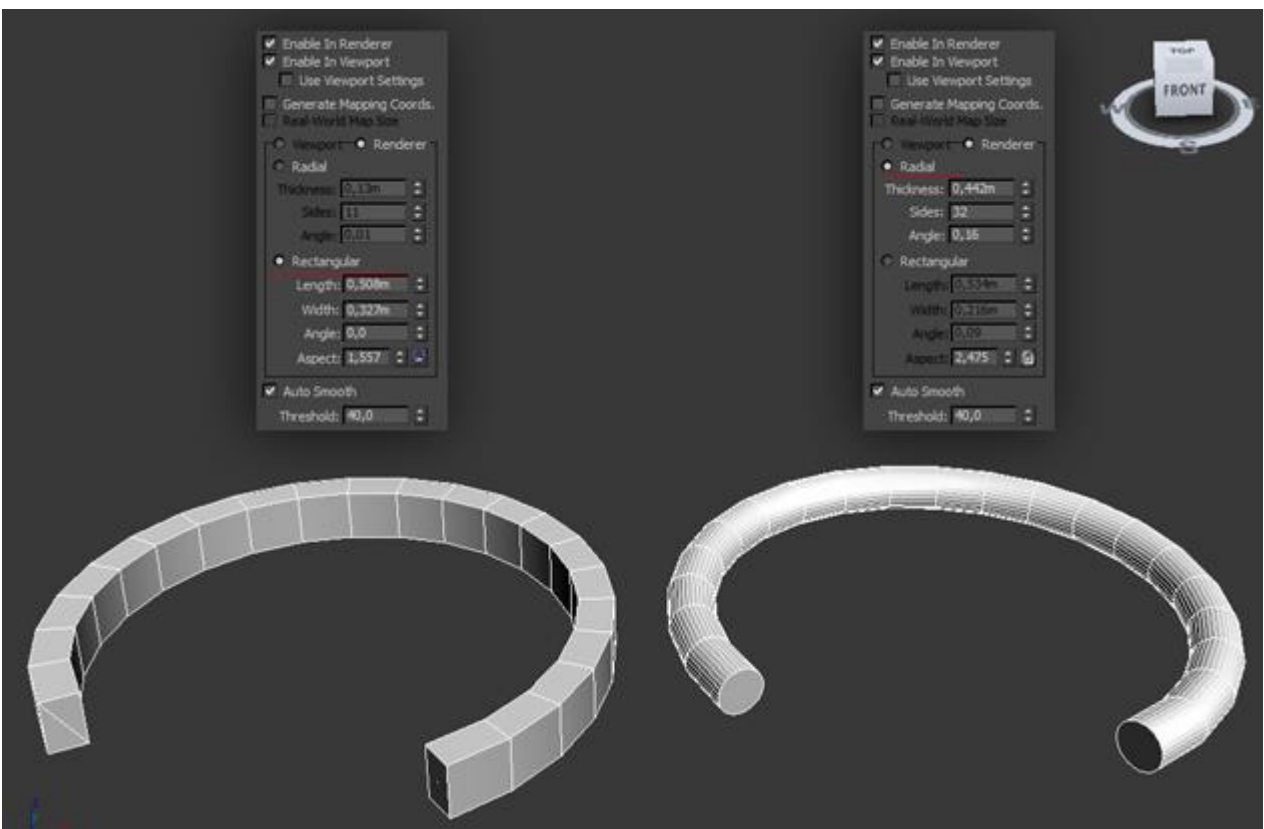 Enable In Renderer
Enable In Viewport
Use Viewport Settings
Generate Mapping Coords.
Real-World Map Size
Viewport Renderer
Radial
Thickness: 0,13m
Sides: 11
Angle: 0,01
Rectangular
Length: 0,508m
Width: 0,327m
Angle: 0,0
Aspect: 1,557
Auto Smooth
Threshold: 40,0
Enable In Renderer
Enable In Viewport
Use Viewport Settings
Generate Mapping Coords.
Real-World Map Size
Viewport Renderer
Radial
Thickness: 0,442m
Sides: 32
Angle: 0,16
Rectangular
Length: 0,534m
Width: 0,216m
Angle: 0,09
Aspect: 2,475
Auto Smooth
Threshold: 40,0
TOP
FRONT
W
E
S